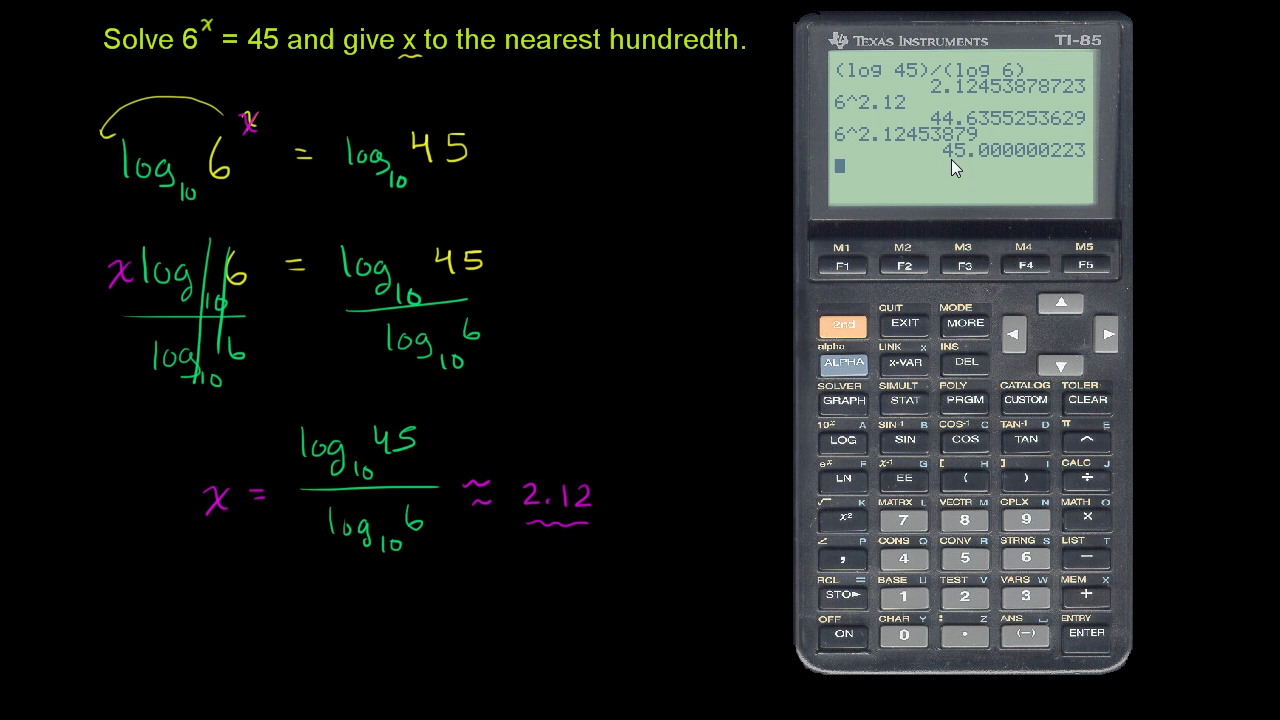 Solve 6^x = 45 and give x to the nearest hundredth.
log₁₀ 6^x = log₁₀ 45
x log₁₀ 6 = log₁₀ 45
log₁₀ 6 log₁₀ 6
log₁₀ 45
x = ≈ 2.12
log₁₀ 6
TEXAS INSTRUMENTS TI-85
(log 45)/(log 6)
2.12453878723
6^2.12
44.6355253629
6^2.12453879
45.000000223
M1 M2 M3 M4 M5
F1 F2 F3 F4 F5
QUIT MODE
2nd EXIT MORE
alpha LINK x INS
ALPHA x-VAR DEL
SOLVER SIMULT POLY CATALOG TOLER
GRAPH STAT PRGM CUSTOM CLEAR
10ˣ A SIN⁻¹ B COS⁻¹ C TAN⁻¹ D π E
LOG SIN COS TAN ^
eˣ F x⁻¹ G [ H ] I CALC J
LN EE ( ) ÷
√ K MATRX L VECTR M CPLX N MATH O
x² 7 8 9 ×
∠ P CONS Q CONV R STRNG S LIST T
, 4 5 6 −
RCL = BASE U TEST V VARS W MEM X
STO► 1 2 3 +
OFF CHAR Y : Z ANS ␣ ENTRY
ON 0 . (−) ENTER